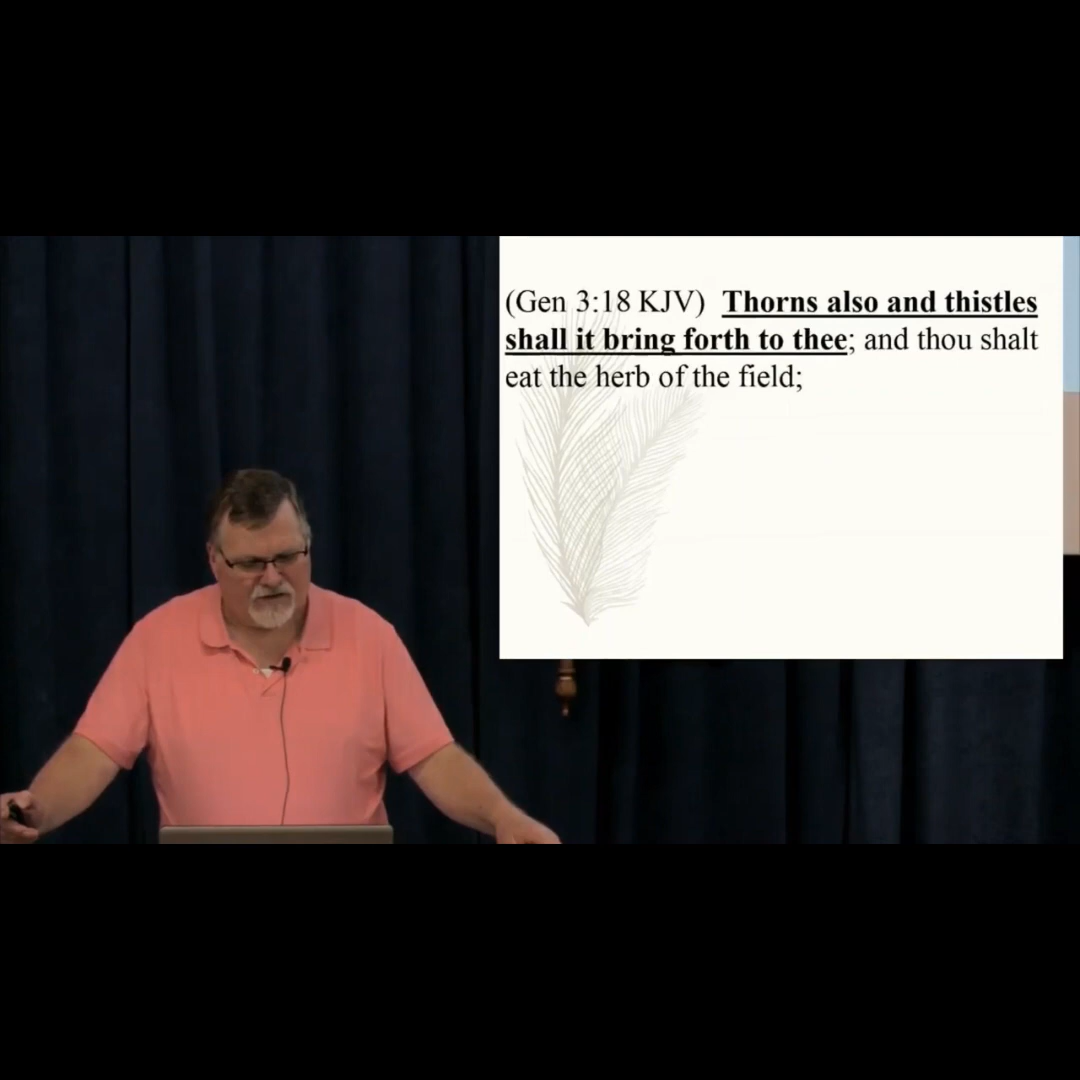 (Gen 3:18 KJV) Thorns also and thistles
shall it bring forth to thee; and thou shalt
eat the herb of the field;